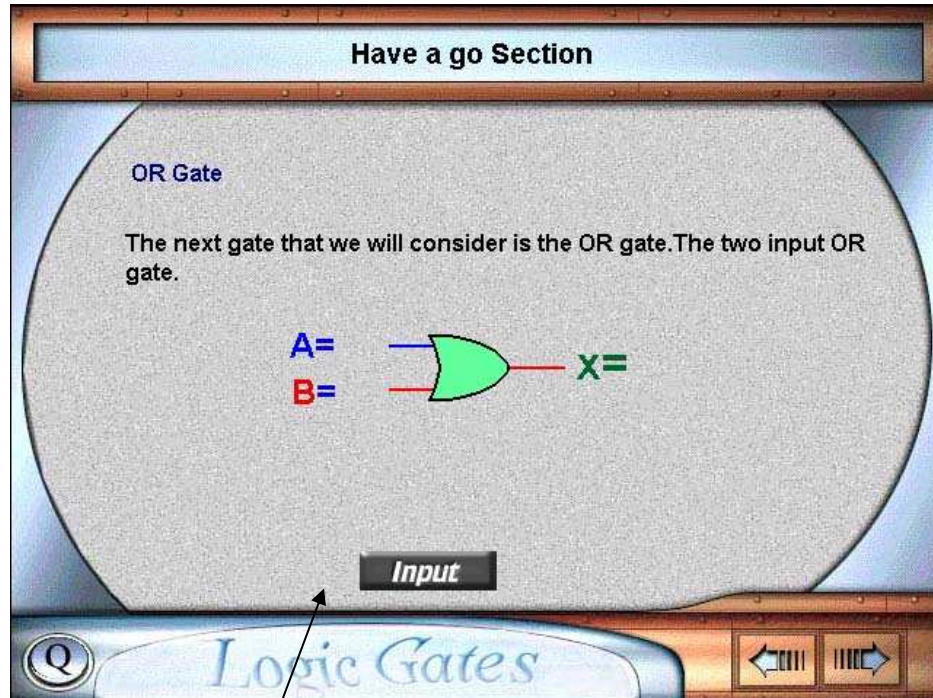 Have a go Section
OR Gate
The next gate that we will consider is the OR gate.The two input OR
gate.
A=
x=
B=
Input
Q
Logic Gates